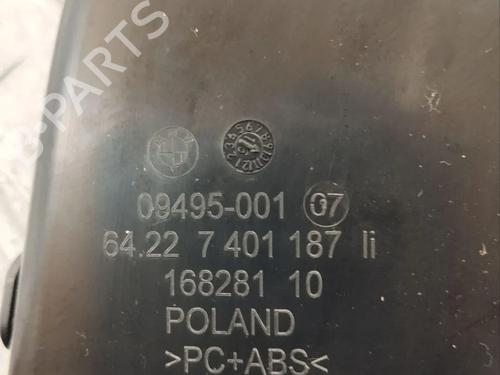 09495-001 07
64.22 7 401 187 li
168281 10
POLAND
>PC+ABS<
B-PARTS